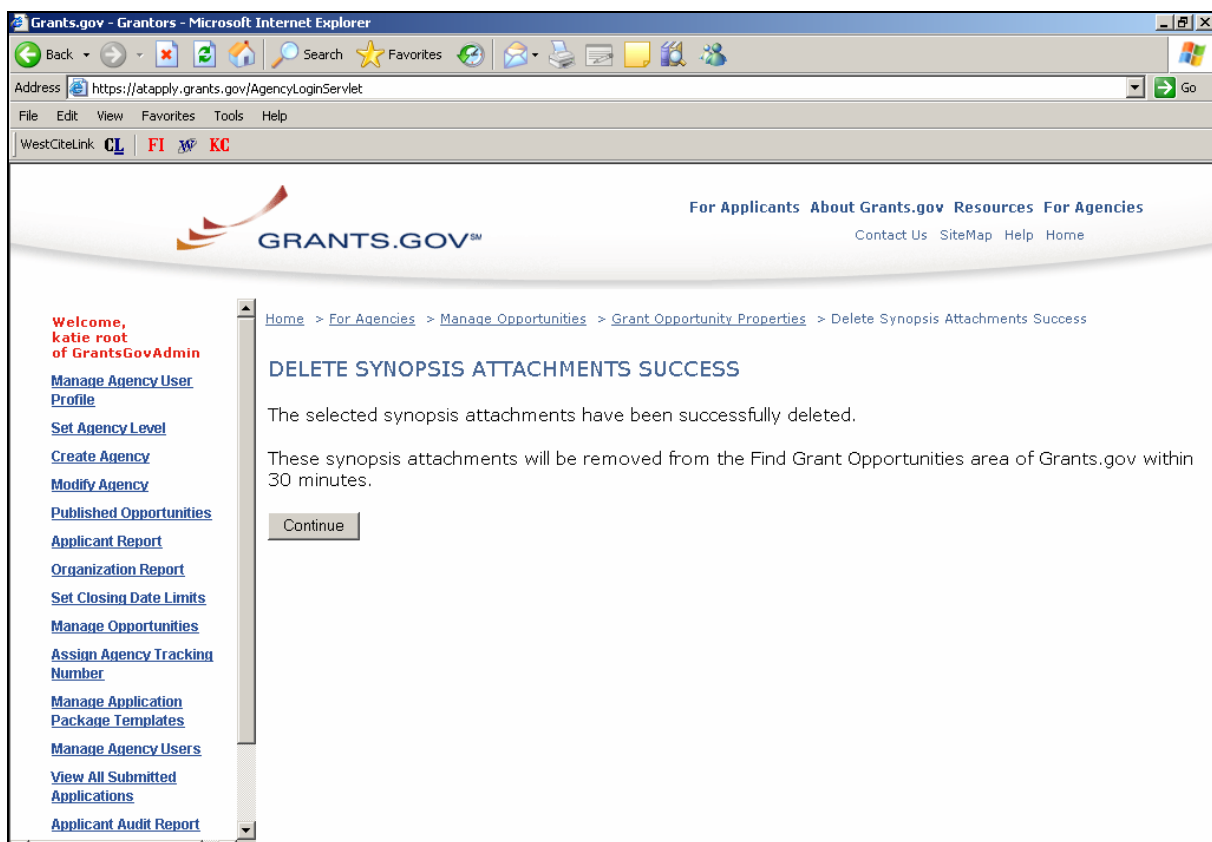 Grants.gov - Grantors - Microsoft Internet Explorer
Back Search Favorites
Address https://atapply.grants.gov/AgencyLoginServlet Go
File Edit View Favorites Tools Help
WestCiteLink CL FI KC
For Applicants About Grants.gov Resources For Agencies
GRANTS.GOV℠
Contact Us SiteMap Help Home
Welcome,
katie root
of GrantsGovAdmin
Manage Agency User
Profile
Set Agency Level
Create Agency
Modify Agency
Published Opportunities
Applicant Report
Organization Report
Set Closing Date Limits
Manage Opportunities
Assign Agency Tracking
Number
Manage Application
Package Templates
Manage Agency Users
View All Submitted
Applications
Applicant Audit Report
Home > For Agencies > Manage Opportunities > Grant Opportunity Properties > Delete Synopsis Attachments Success
DELETE SYNOPSIS ATTACHMENTS SUCCESS
The selected synopsis attachments have been successfully deleted.
These synopsis attachments will be removed from the Find Grant Opportunities area of Grants.gov within
30 minutes.
Continue